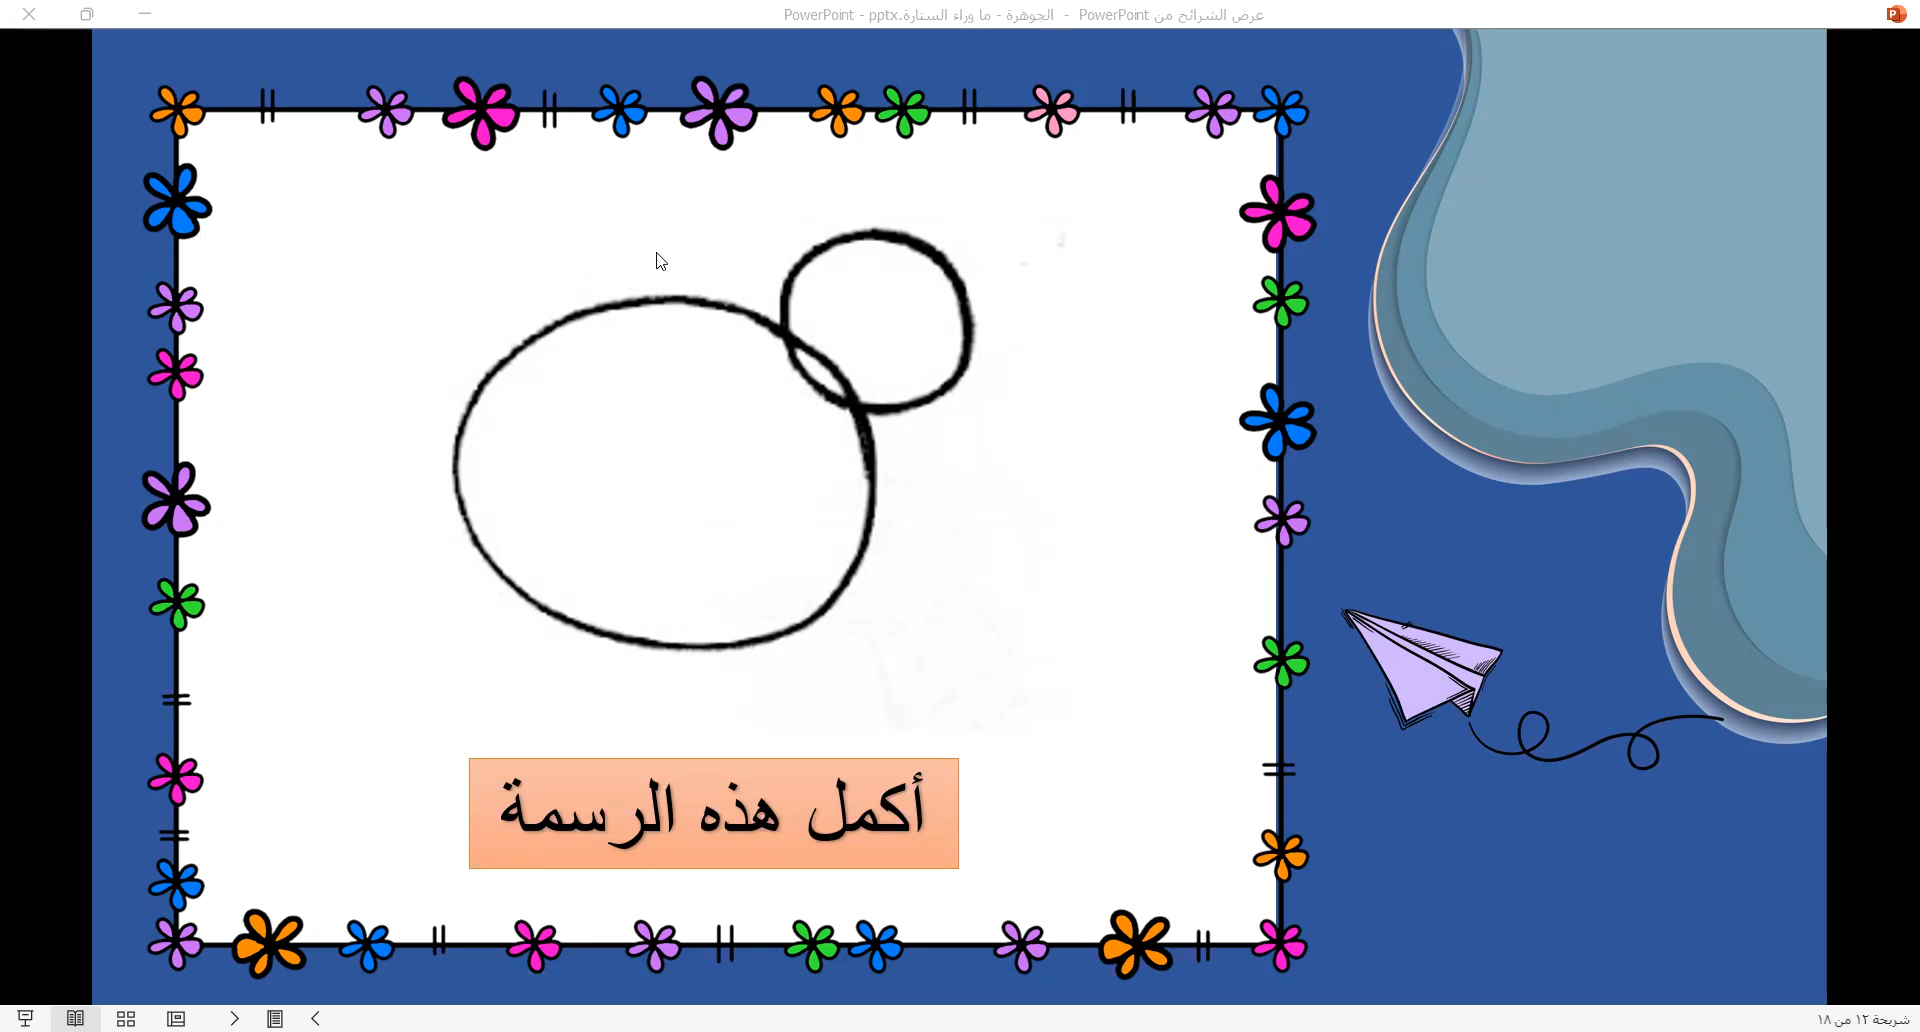 عرض الشرائح من PowerPoint - الجوهرة - ما وراء الستارة.pptx - PowerPoint
أكمل هذه الرسمة
شريحة ١٢ من ١٨